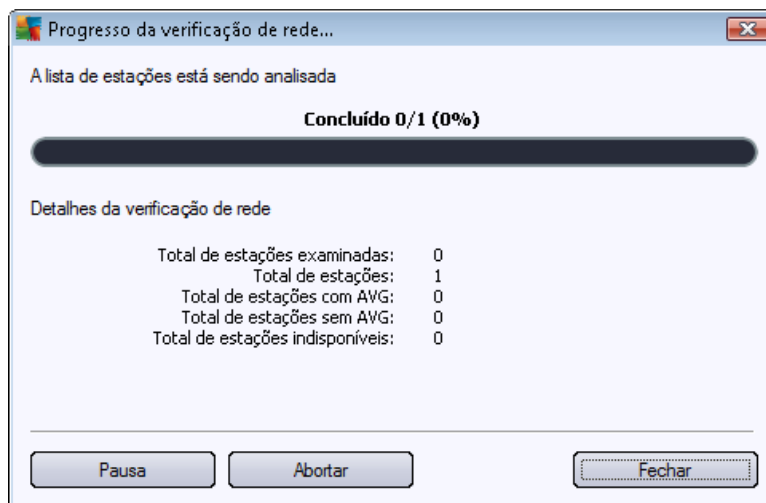 Progresso da verificação de rede...
A lista de estações está sendo analisada
Concluído 0/1 (0%)
Detalhes da verificação de rede
Total de estações examinadas: 0
Total de estações: 1
Total de estações com AVG: 0
Total de estações sem AVG: 0
Total de estações indisponíveis: 0
Pausa Abortar Fechar